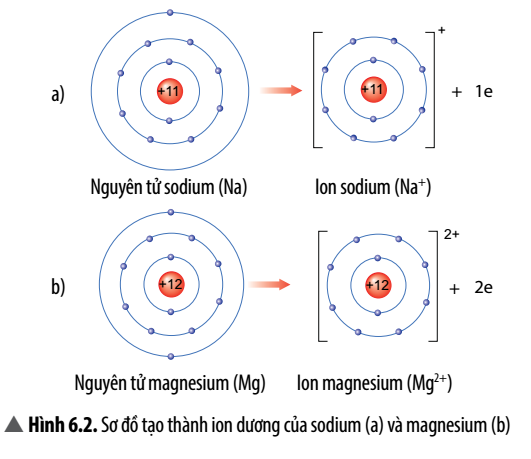 a)
+11
+11
+
+ 1e
Nguyên tử sodium (Na)
Ion sodium (Na⁺)
b)
+12
+12
2+
+ 2e
Nguyên tử magnesium (Mg)
Ion magnesium (Mg²⁺)
▲ Hình 6.2. Sơ đồ tạo thành ion dương của sodium (a) và magnesium (b)